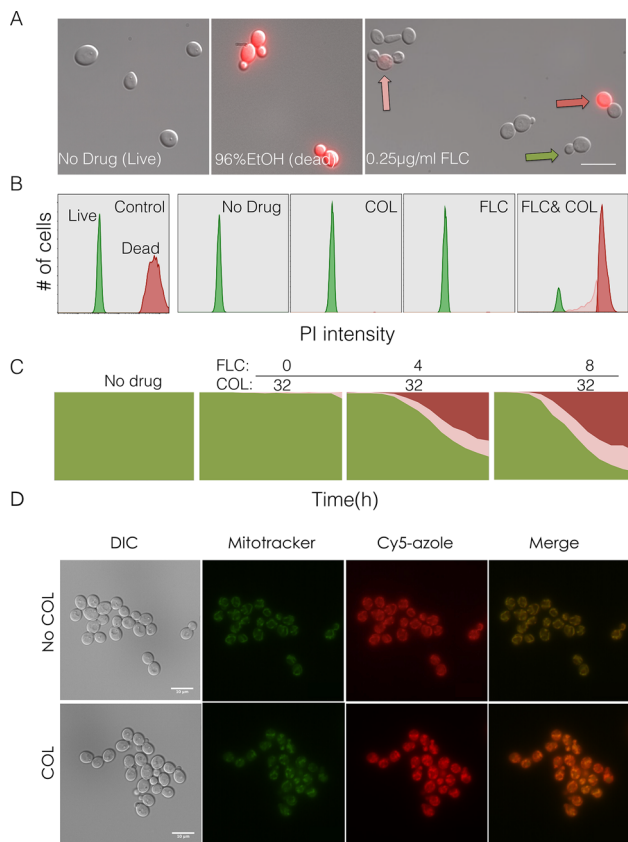 A
No Drug (Live)
96%EtOH (dead)
0.25µg/ml FLC
B
# of cells
Live
Control
Dead
No Drug
COL
FLC
FLC& COL
PI intensity
C
No drug
FLC: 0 4 8
COL: 32 32 32
Time(h)
D
DIC Mitotracker Cy5-azole Merge
No COL
COL